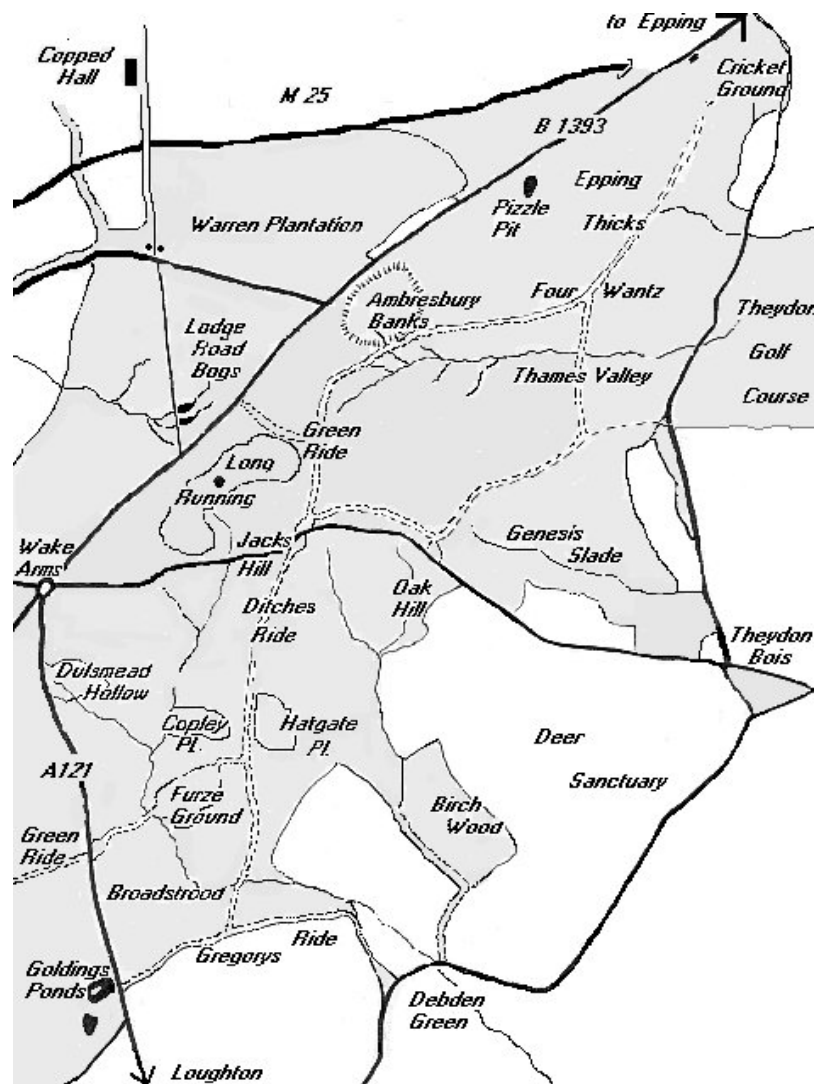 to Epping
Copped
Hall
Cricket
Ground
M 25
B 1393
Epping
Thicks
Pizzle
Pit
Warren Plantation
Four Wantz
Ambresbury
Banks
Theydon
Golf
Course
Lodge
Road
Bogs
Thames Valley
Green
Ride
Long
Running
Genesis
Slade
Wake
Arms
Jacks
Hill
Oak
Hill
Ditches
Ride
Theydon
Bois
Dulsmead
Hollow
Copley
Pl.
Hatgate
Pl.
Deer
Sanctuary
A121
Furze
Ground
Birch
Wood
Green
Ride
Broadstrood
Gregorys Ride
Goldings
Ponds
Debden
Green
Loughton